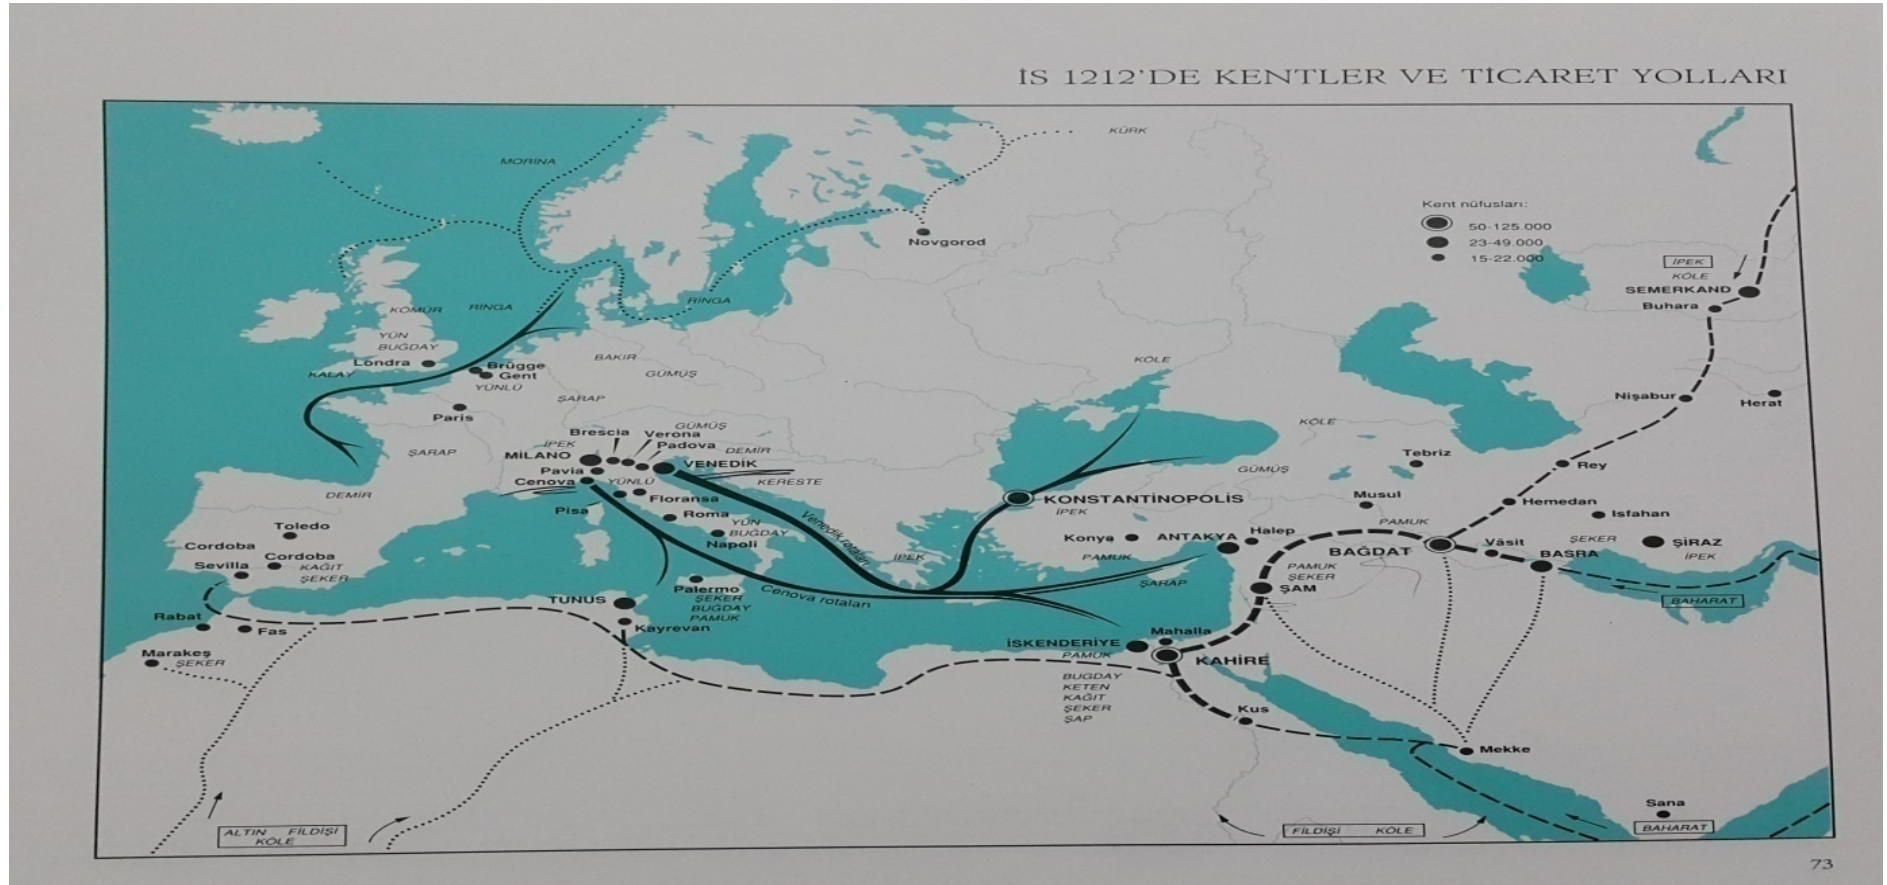 İS 1212'DE KENTLER VE TİCARET YOLLARI
KÜRK
MORİNA
Kent nüfusları:
50-125.000
23-49.000
15-22.000
Novgorod
İPEK
KÖLE
SEMERKAND
Buhara
RİNGA
RİNGA
KÖMÜR
YÜN
BUĞDAY
Londra
KALAY
Brügge
Gent
YÜNLÜ
BAKIR
GÜMÜŞ
KÖLE
ŞARAP
Paris
ŞARAP
Nişabur
Herat
KÖLE
Brescia
Verona
Padova
GÜMÜŞ
DEMİR
İPEK
MİLANO
Pavia
Cenova
VENEDİK
KERESTE
YÜNLÜ
Floransa
Pisa
Roma
YÜN
BUĞDAY
Napoli
DEMİR
Toledo
Cordoba
Cordoba
KAĞIT
ŞEKER
Sevilla
Venedik rotaları
Cenova rotaları
İPEK
KONSTANTİNOPOLİS
İPEK
GÜMÜŞ
Tebriz
Rey
Musul
Hemedan
Isfahan
PAMUK
Konya
PAMUK
ANTAKYA
Halep
BAĞDAT
Vâsit
BASRA
ŞEKER
ŞİRAZ
İPEK
ŞARAP
PAMUK
ŞEKER
ŞAM
BAHARAT
Palermo
ŞEKER
BUĞDAY
PAMUK
TUNUS
Kayrevan
Rabat
Fas
Marakeş
ŞEKER
İSKENDERİYE
PAMUK
Mahalla
KAHİRE
BUĞDAY
KETEN
KAĞIT
ŞEKER
ŞAP
Kus
Mekke
Sana
BAHARAT
ALTIN FİLDİŞİ
KÖLE
FİLDİŞİ KÖLE
73